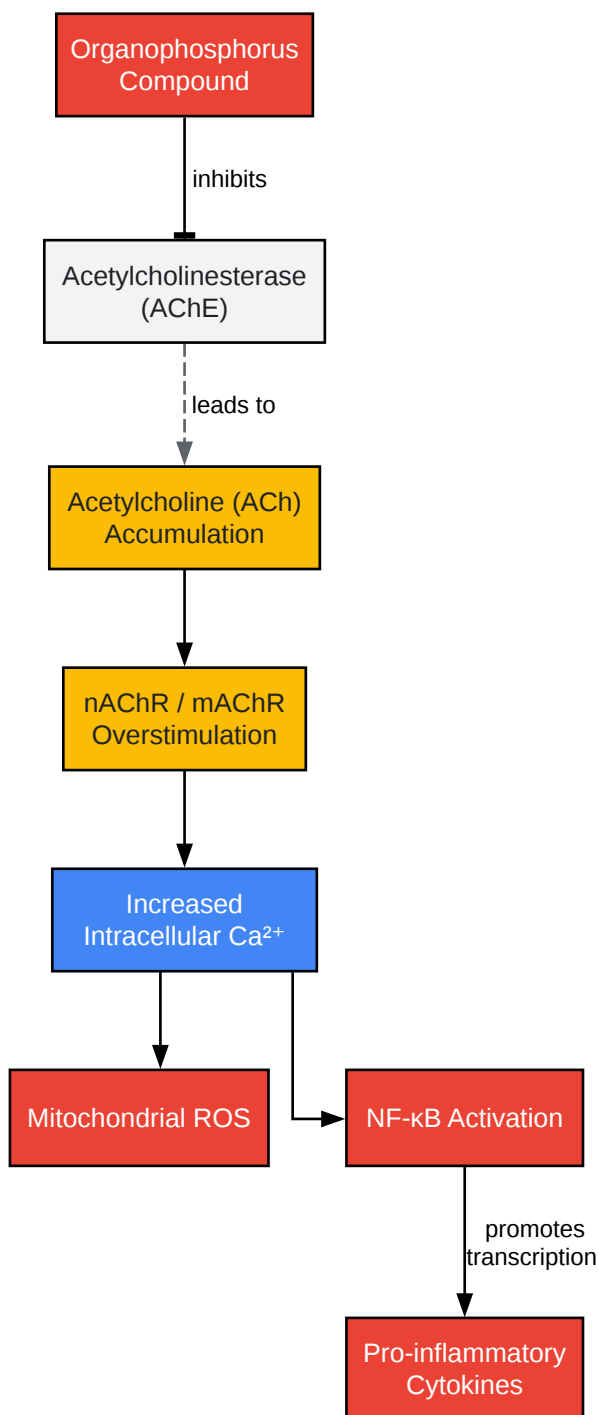 Organophosphorus
Compound
inhibits
Acetylcholinesterase
(AChE)
leads to
Acetylcholine (ACh)
Accumulation
nAChR / mAChR
Overstimulation
Increased
Intracellular Ca²⁺
Mitochondrial ROS
NF-κB Activation
promotes
transcription
Pro-inflammatory
Cytokines